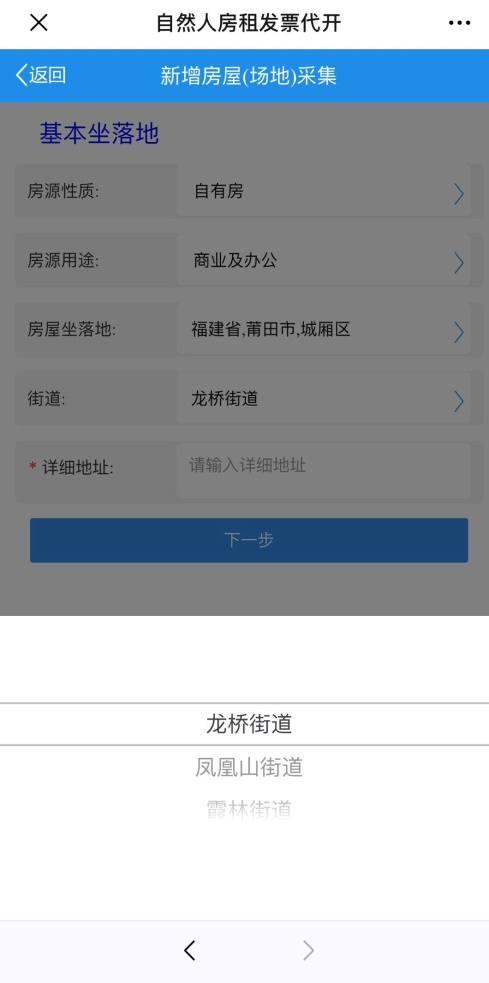 自然人房租发票代开
返回
新增房屋(场地)采集
基本坐落地
房源性质: 自有房
房源用途: 商业及办公
房屋坐落地: 福建省,莆田市,城厢区
街道: 龙桥街道
* 详细地址: 请输入详细地址
下一步
龙桥街道
凤凰山街道
霞林街道